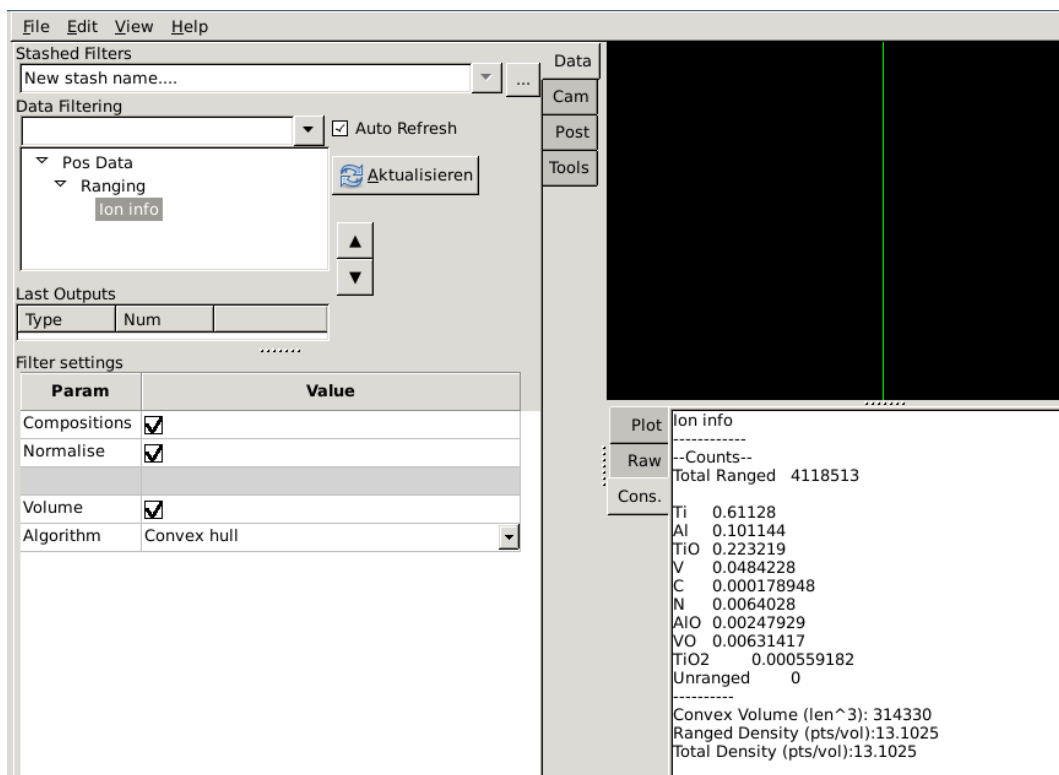 File Edit View Help
Stashed Filters
New stash name....
...
Data Filtering
Auto Refresh
Pos Data
Ranging
Ion info
Aktualisieren
Last Outputs
Type Num
Filter settings
Param Value
Compositions
Normalise
Volume
Algorithm Convex hull
Data
Cam
Post
Tools
Plot
Raw
Cons.
Ion info
------------
--Counts--
Total Ranged 4118513
Ti 0.61128
Al 0.101144
TiO 0.223219
V 0.0484228
C 0.000178948
N 0.0064028
AlO 0.00247929
VO 0.00631417
TiO2 0.000559182
Unranged 0
----------
Convex Volume (len^3): 314330
Ranged Density (pts/vol):13.1025
Total Density (pts/vol):13.1025